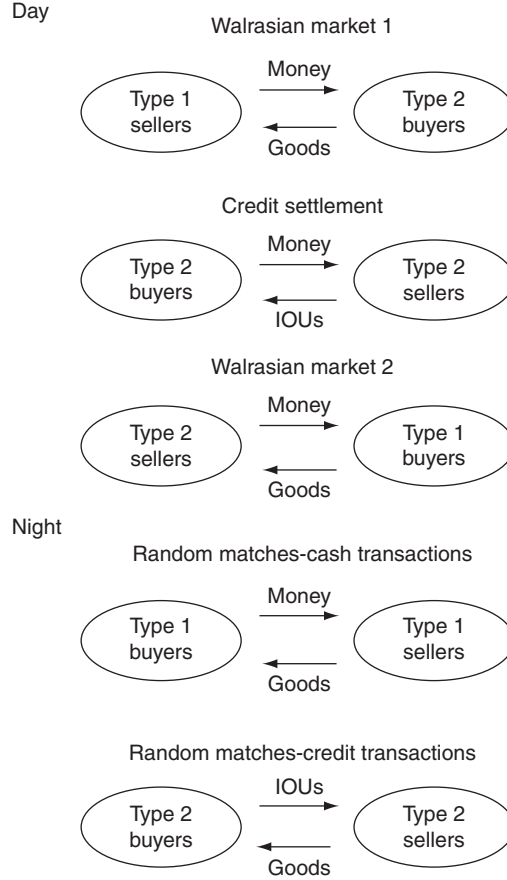 Day
Walrasian market 1
Money
Type 1
sellers
Type 2
buyers
Goods
Credit settlement
Money
Type 2
buyers
Type 2
sellers
IOUs
Walrasian market 2
Money
Type 2
sellers
Type 1
buyers
Goods
Night
Random matches-cash transactions
Money
Type 1
buyers
Type 1
sellers
Goods
Random matches-credit transactions
IOUs
Type 2
buyers
Type 2
sellers
Goods